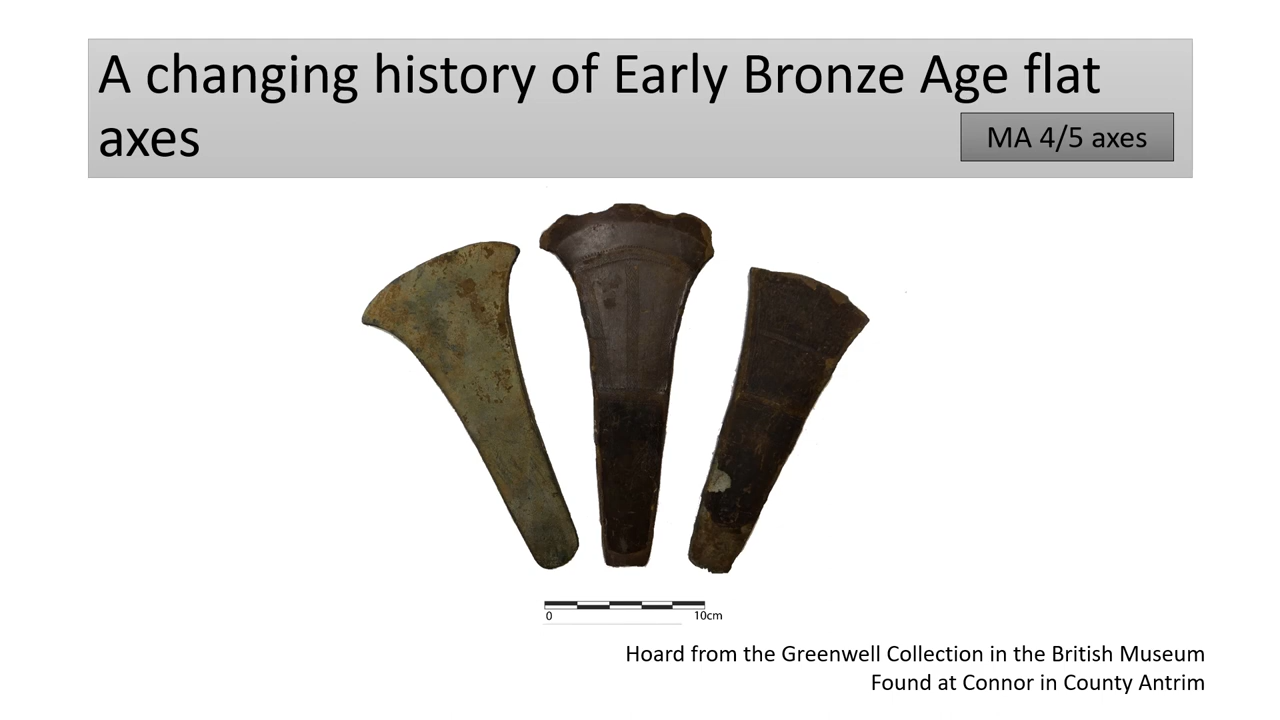 A changing history of Early Bronze Age flat
axes
MA 4/5 axes
0 10cm
Hoard from the Greenwell Collection in the British Museum
Found at Connor in County Antrim